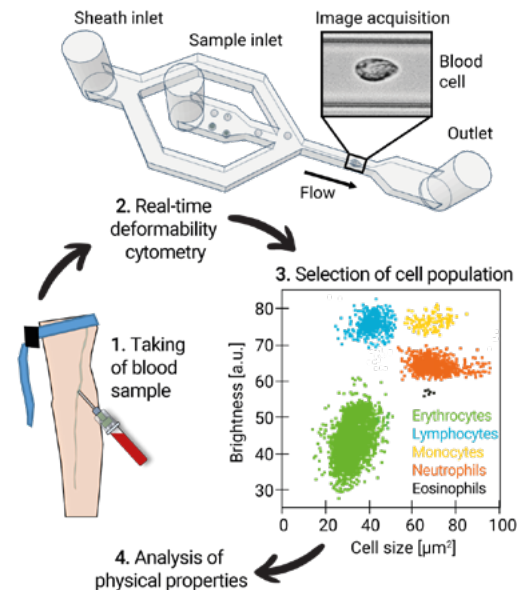 Sheath inlet
Sample inlet
Image acquisition
Blood
cell
Outlet
Flow
2. Real-time
deformability
cytometry
1. Taking
of blood
sample
3. Selection of cell population
Brightness [a.u.]
80
70
60
50
40
30
Erythrocytes
Lymphocytes
Monocytes
Neutrophils
Eosinophils
0 20 40 60 80 100
Cell size [µm²]
4. Analysis of
physical properties